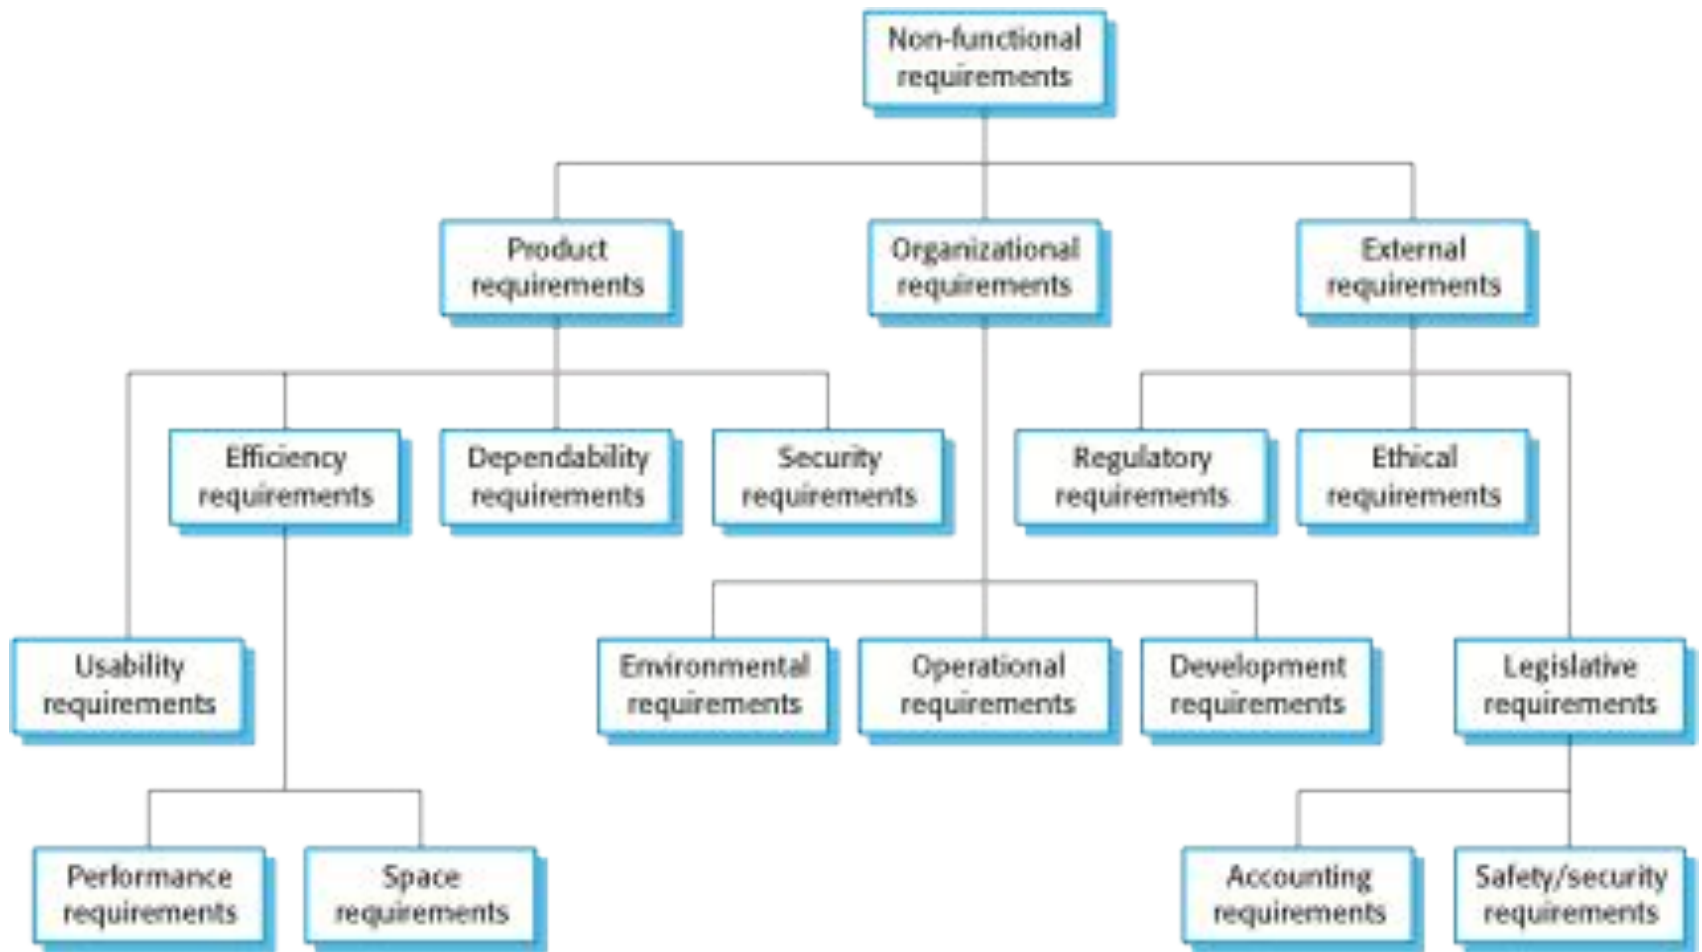 Non-functional
requirements
Product
requirements
Organizational
requirements
External
requirements
Efficiency
requirements
Dependability
requirements
Security
requirements
Regulatory
requirements
Ethical
requirements
Usability
requirements
Environmental
requirements
Operational
requirements
Development
requirements
Legislative
requirements
Performance
requirements
Space
requirements
Accounting
requirements
Safety/security
requirements